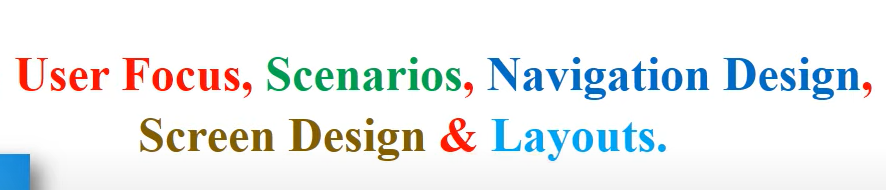 User Focus, Scenarios, Navigation Design,
Screen Design & Layouts.